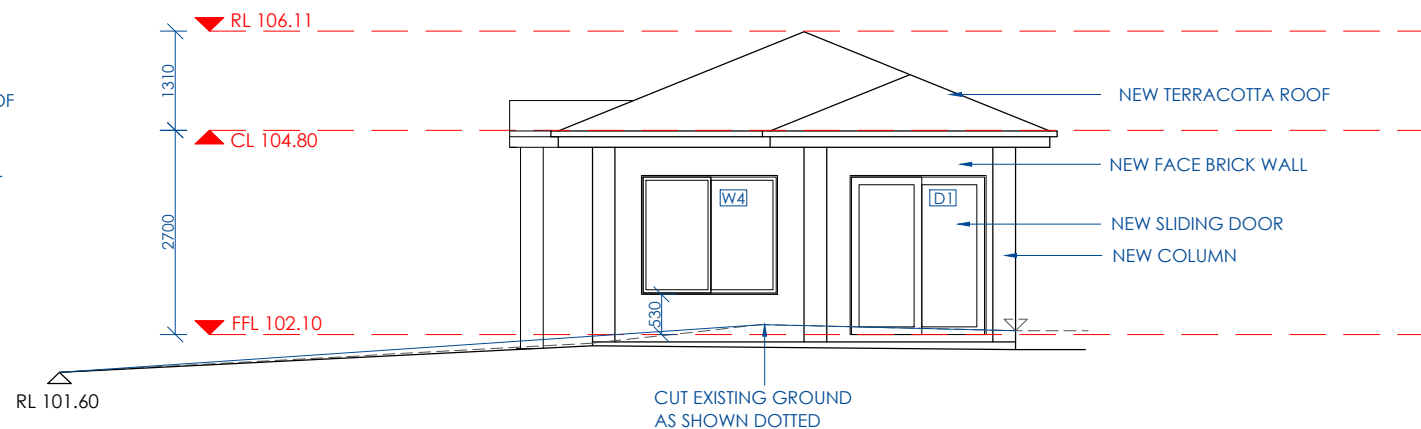 RL 106.11
1310
OF
NEW TERRACOTTA ROOF
CL 104.80
NEW FACE BRICK WALL
W4
D1
2700
NEW SLIDING DOOR
NEW COLUMN
530
FFL 102.10
RL 101.60
CUT EXISTING GROUND
AS SHOWN DOTTED